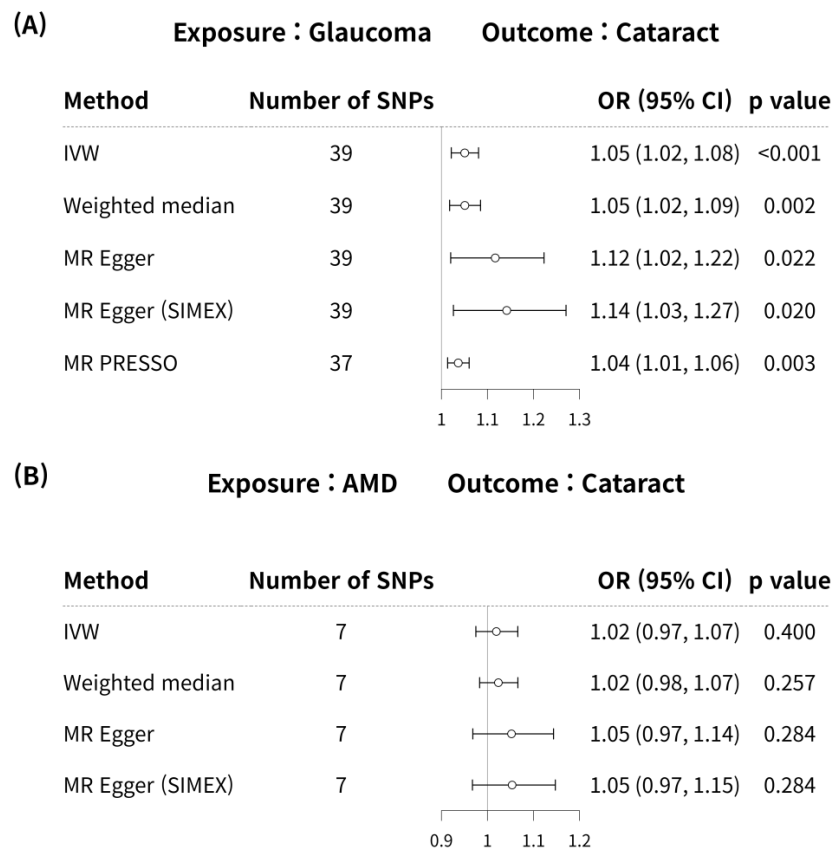 (A)
Exposure : Glaucoma Outcome : Cataract
Method Number of SNPs OR (95% CI) p value
IVW 39 1.05 (1.02, 1.08) <0.001
Weighted median 39 1.05 (1.02, 1.09) 0.002
MR Egger 39 1.12 (1.02, 1.22) 0.022
MR Egger (SIMEX) 39 1.14 (1.03, 1.27) 0.020
MR PRESSO 37 1.04 (1.01, 1.06) 0.003
1 1.1 1.2 1.3
(B)
Exposure : AMD Outcome : Cataract
Method Number of SNPs OR (95% CI) p value
IVW 7 1.02 (0.97, 1.07) 0.400
Weighted median 7 1.02 (0.98, 1.07) 0.257
MR Egger 7 1.05 (0.97, 1.14) 0.284
MR Egger (SIMEX) 7 1.05 (0.97, 1.15) 0.284
0.9 1 1.1 1.2